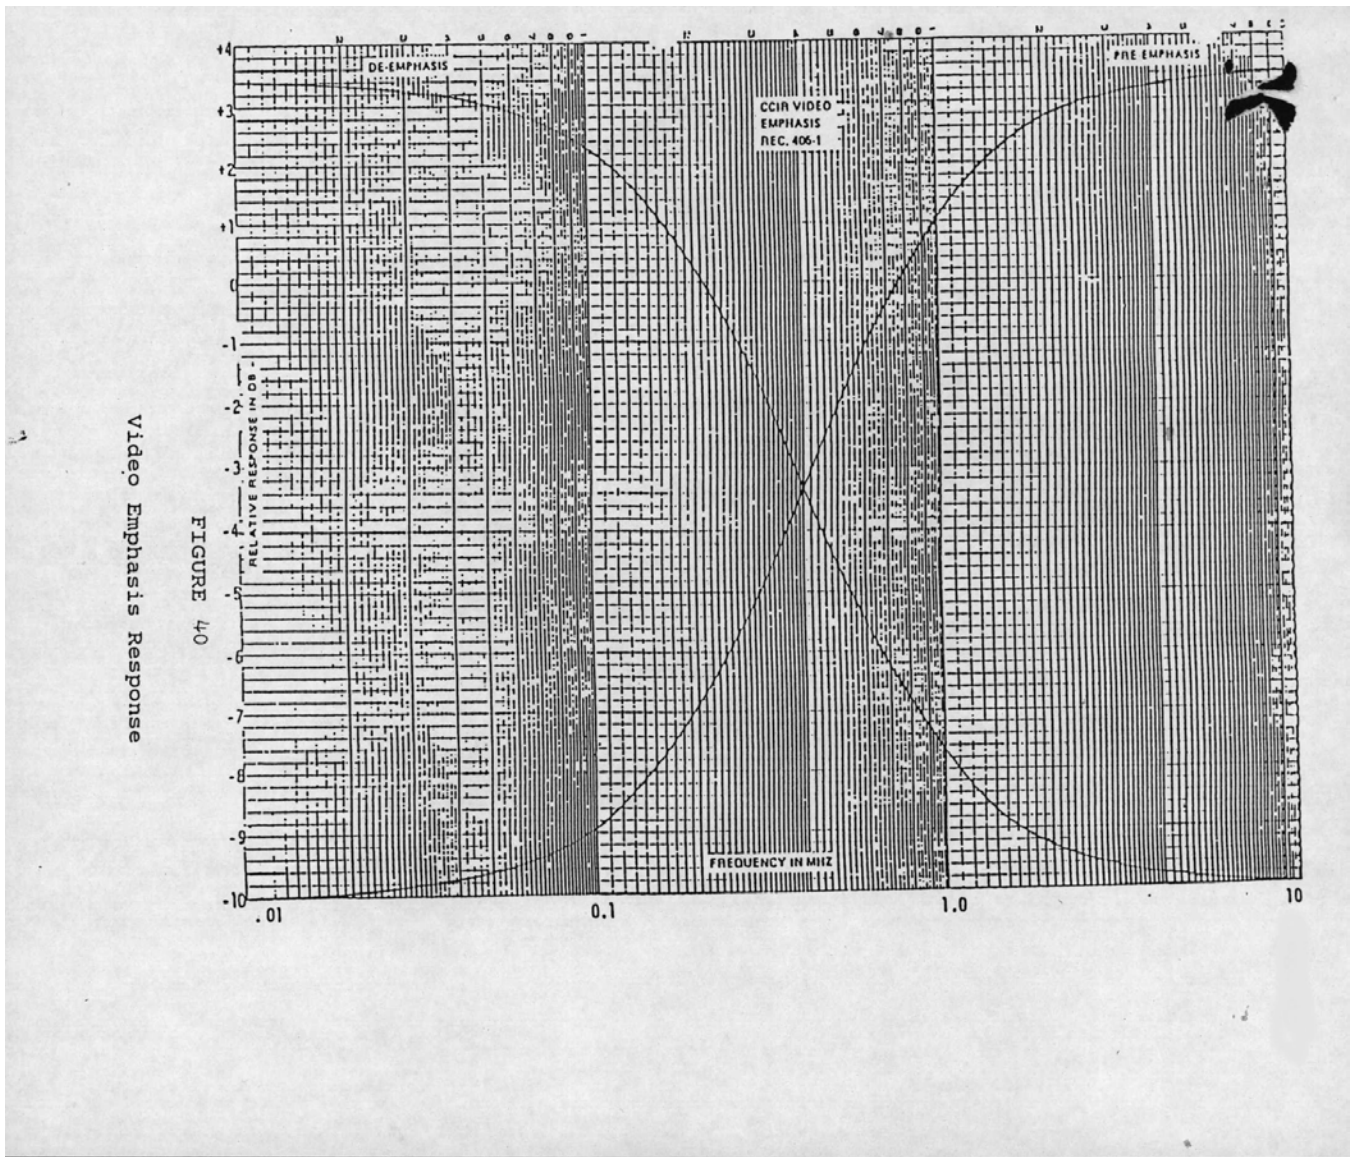 DE-EMPHASIS
PRE EMPHASIS
CCIR VIDEO
EMPHASIS
REC. 405-1
+4
+3
+2
+1
0
-1
-2
-3
-4
-5
-6
-7
-8
-9
-10
RELATIVE RESPONSE IN DB
FREQUENCY IN MHZ
.01
0.1
1.0
10
FIGURE 40
Video Emphasis Response